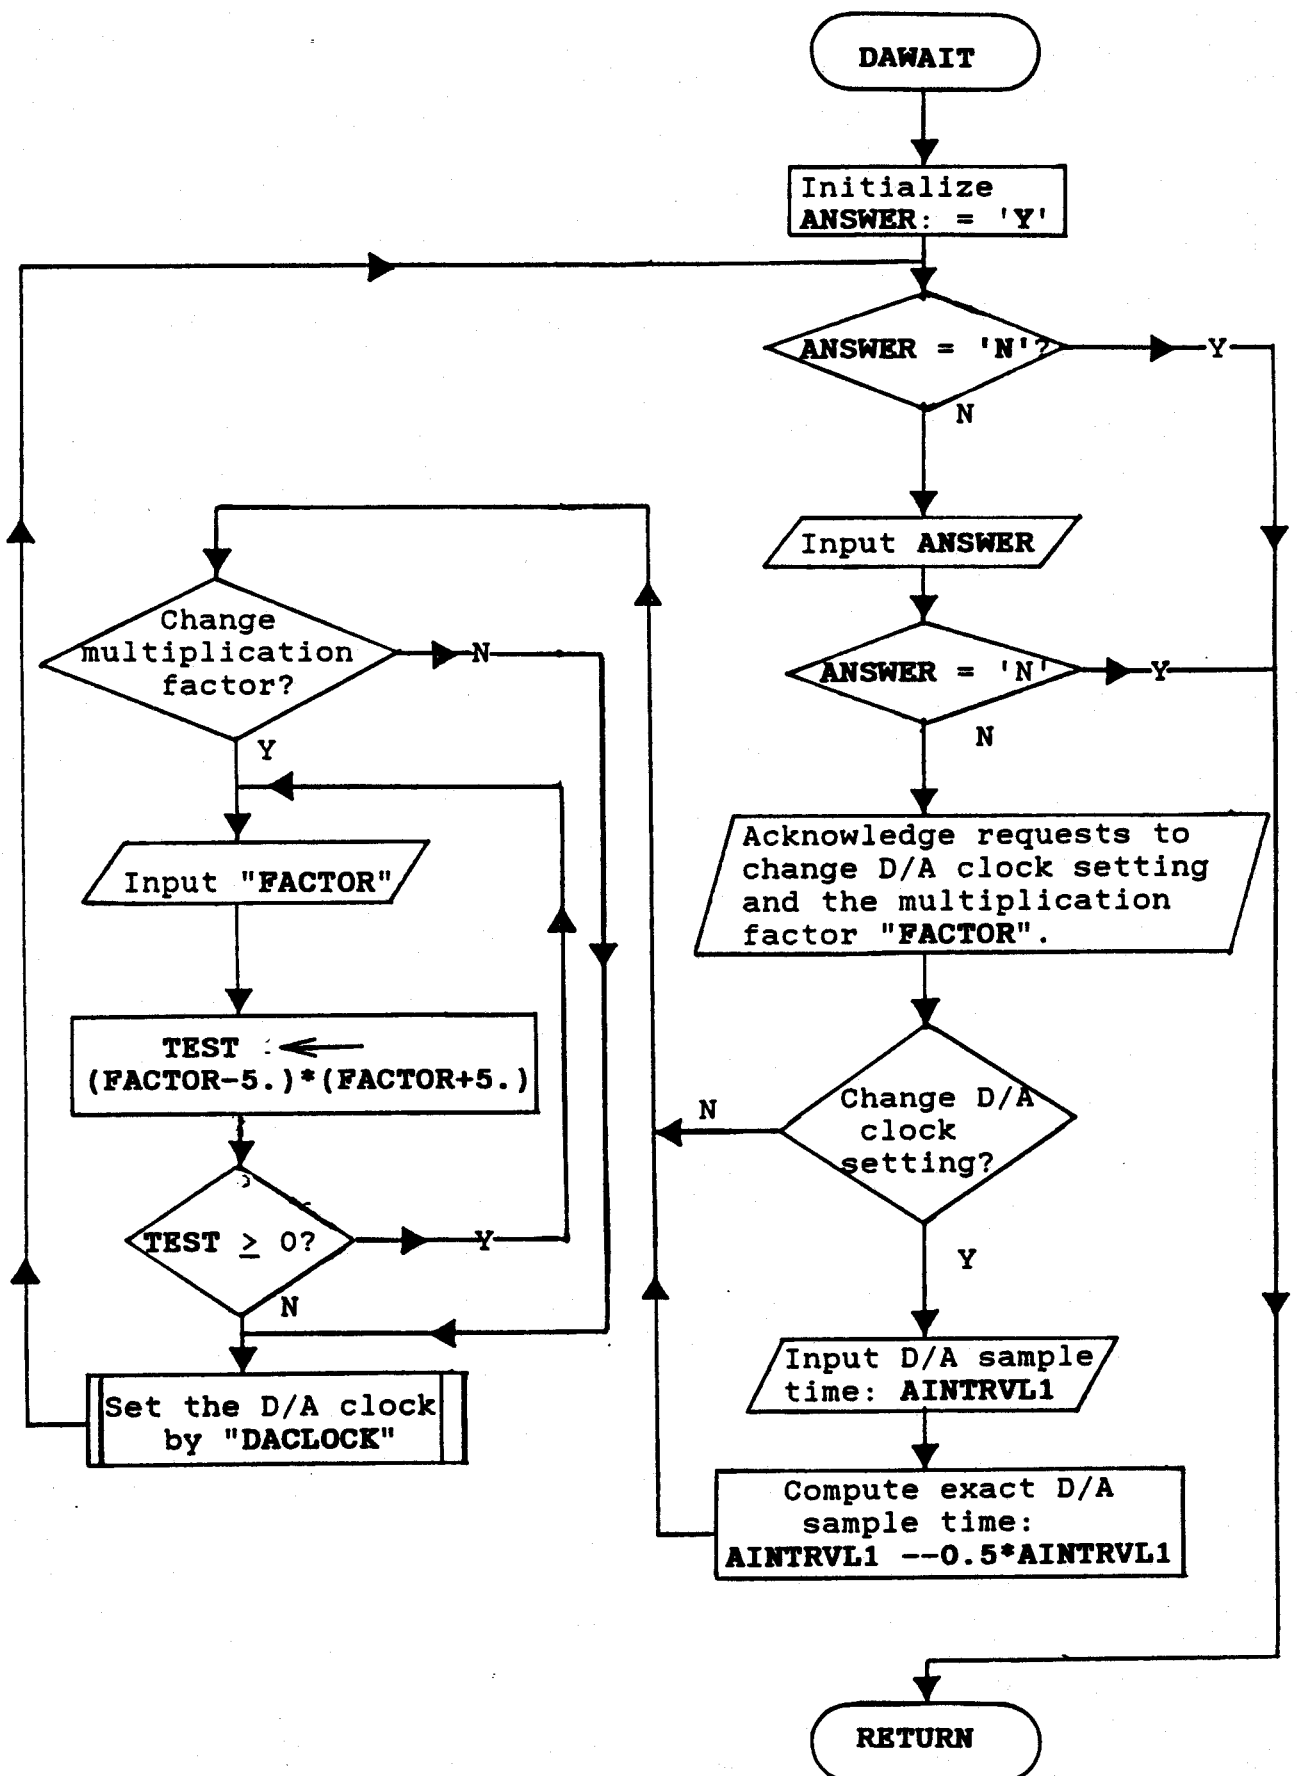 DAWAIT
Initialize
ANSWER: = 'Y'
ANSWER = 'N'?
Y
N
Input ANSWER
ANSWER = 'N'
Y
N
Acknowledge requests to
change D/A clock setting
and the multiplication
factor "FACTOR".
Change D/A
clock
setting?
N
Y
Input D/A sample
time: AINTRVL1
Compute exact D/A
sample time:
AINTRVL1 --0.5*AINTRVL1
Change
multiplication
factor?
N
Y
Input "FACTOR"
TEST :
(FACTOR-5.)*(FACTOR+5.)
TEST ≥ 0?
Y
N
Set the D/A clock
by "DACLOCK"
RETURN